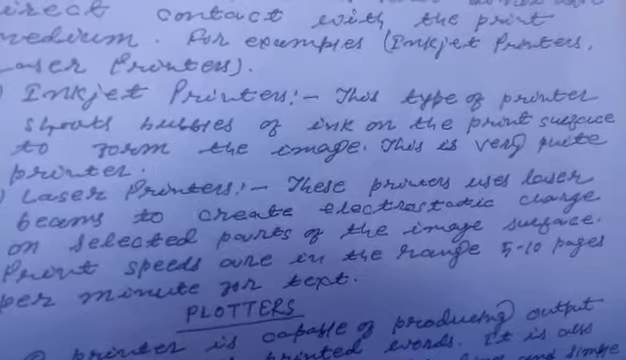 irect contact with the print
medium. For examples (Inkjet Printers,
Laser Printers).
) Inkjet Printers:- This type of printer
shoots bubbles of ink on the print surface
to form the image. This is very quite
printer.
) Laser Printers:- These printers uses laser
beams to create electrostatic charge
on selected parts of the image surface.
Print speeds are in the range 5-10 pages
per minute for text.
PLOTTERS
printer is capable of producing output
printed words. It is also
and simple